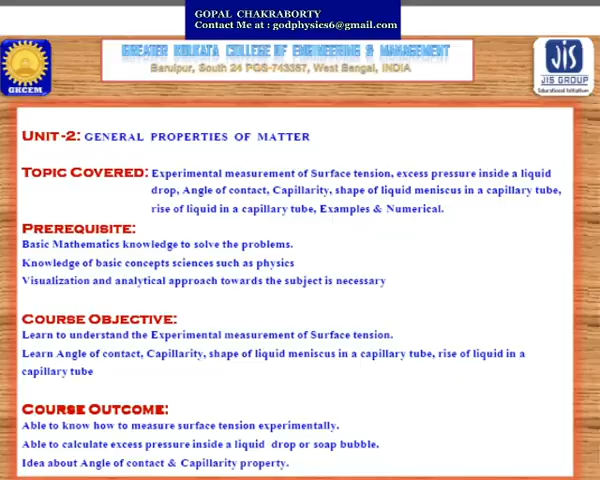 GOPAL CHAKRABORTY
Contact Me at : godphysics6@gmail.com
GREATER KOLKATA COLLEGE OF ENGINEERING & MANAGEMENT
Baruipur, South 24 PGS-743387, West Bengal, INDIA
GKCEM
JIS
JIS GROUP
Educational Initiatives
UNIT-2: GENERAL PROPERTIES OF MATTER
TOPIC COVERED: Experimental measurement of Surface tension, excess pressure inside a liquid
drop, Angle of contact, Capillarity, shape of liquid meniscus in a capillary tube,
rise of liquid in a capillary tube, Examples & Numerical.
PREREQUISITE:
Basic Mathematics knowledge to solve the problems.
Knowledge of basic concepts sciences such as physics
Visualization and analytical approach towards the subject is necessary
COURSE OBJECTIVE:
Learn to understand the Experimental measurement of Surface tension.
Learn Angle of contact, Capillarity, shape of liquid meniscus in a capillary tube, rise of liquid in a
capillary tube
COURSE OUTCOME:
Able to know how to measure surface tension experimentally.
Able to calculate excess pressure inside a liquid drop or soap bubble.
Idea about Angle of contact & Capillarity property.